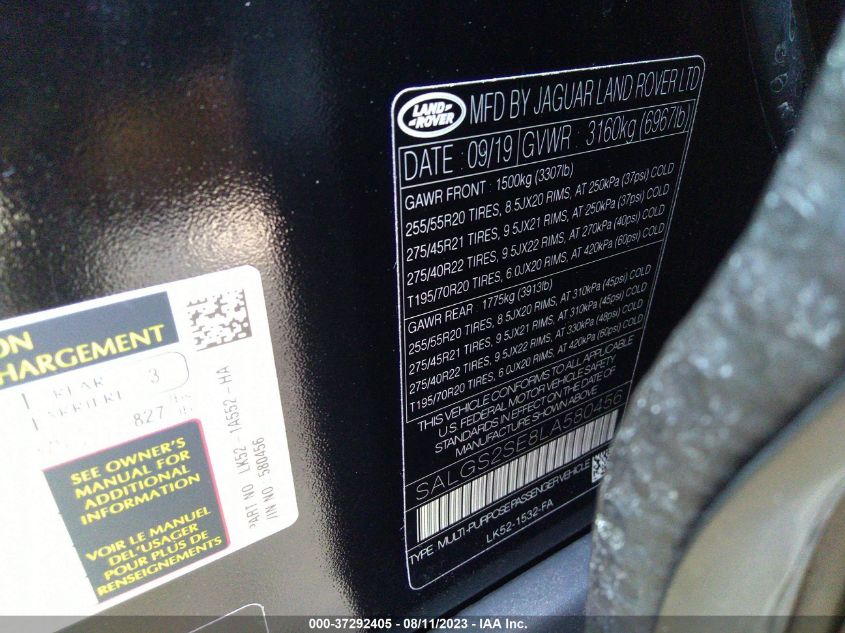 LAND ROVER
MFD BY JAGUAR LAND ROVER LTD
DATE : 09/19 GVWR : 3160kg (6967lb)
GAWR FRONT : 1500kg (3307lb)
255/55R20 TIRES, 8.5JX20 RIMS, AT 250kPa (37psi) COLD
275/45R21 TIRES, 9.5JX21 RIMS, AT 250kPa (37psi) COLD
275/40R22 TIRES, 9.5JX22 RIMS, AT 270kPa (40psi) COLD
T195/70R20 TIRES, 6.0JX20 RIMS, AT 420kPa (60psi) COLD
GAWR REAR : 1775kg (3913lb)
255/55R20 TIRES, 8.5JX20 RIMS, AT 310kPa (45psi) COLD
275/45R21 TIRES, 9.5JX21 RIMS, AT 310kPa (45psi) COLD
275/40R22 TIRES, 9.5JX22 RIMS, AT 330kPa (48psi) COLD
T195/70R20 TIRES, 6.0JX20 RIMS, AT 420kPa (60psi) COLD
THIS VEHICLE CONFORMS TO ALL APPLICABLE
U.S. FEDERAL MOTOR VEHICLE SAFETY
STANDARDS IN EFFECT ON THE DATE OF
MANUFACTURE SHOWN ABOVE
SALGS2SE8LA580456
TYPE: MULTI-PURPOSE PASSENGER VEHICLE
LK52-1532-FA
ON
CHARGEMENT
REAR 3
ARRIERE
827 lb
SEE OWNER'S
MANUAL FOR
ADDITIONAL
INFORMATION
VOIR LE MANUEL
DE L'USAGER
POUR PLUS DE
RENSEIGNEMENTS
PART NO LK52 1A552-HA
VIN NO 580456
000-37292405 - 08/11/2023 - IAA Inc.